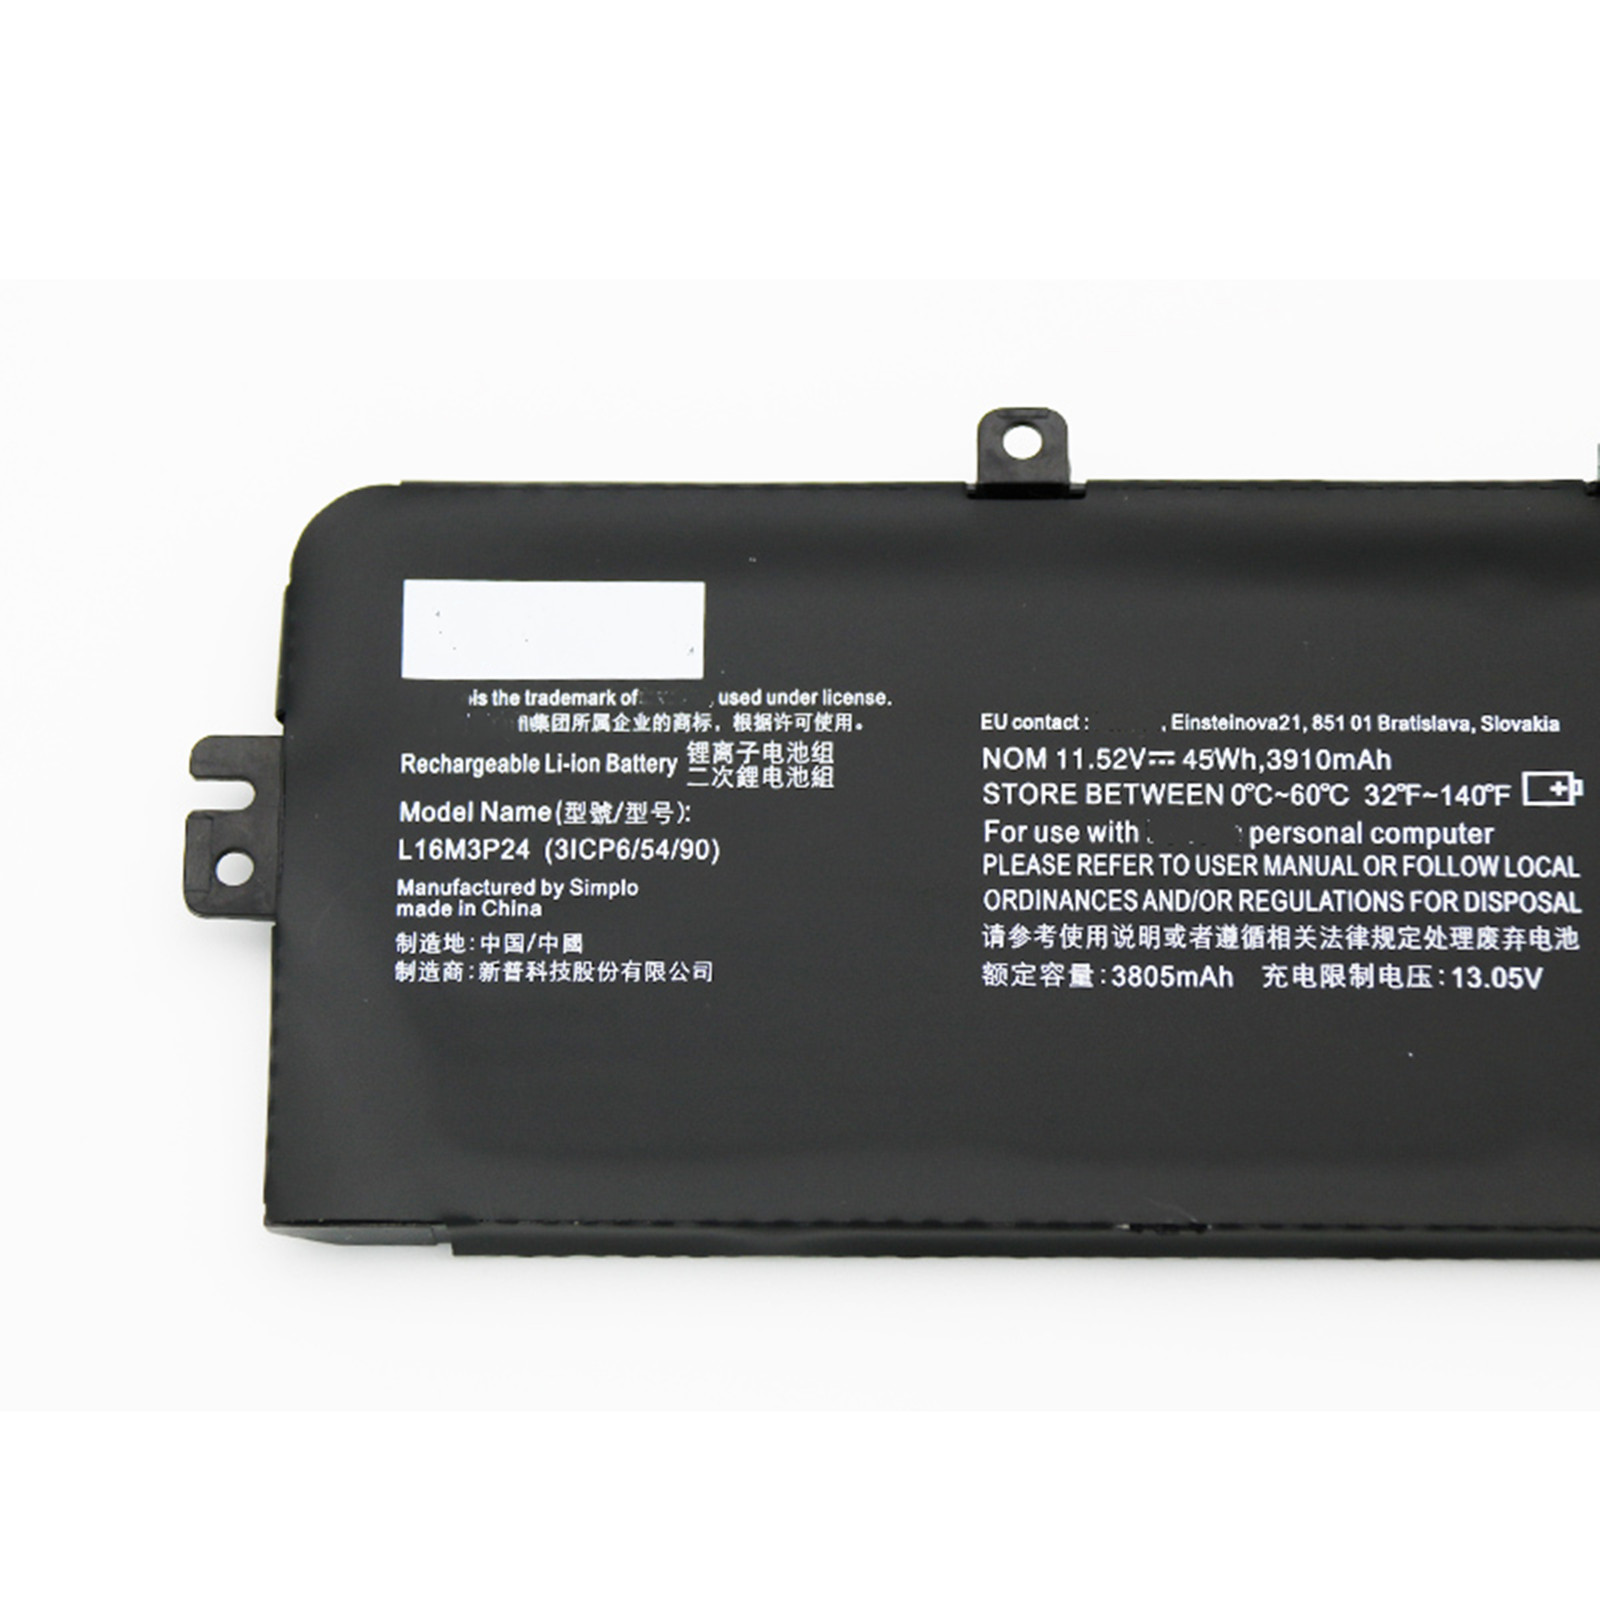 is the trademark of , used under license.
集团所属企业的商标，根据许可使用。
Rechargeable Li-ion Battery 锂离子电池组
二次鋰电池組
Model Name(型號/型号):
L16M3P24 (3ICP6/54/90)
Manufactured by Simplo
made in China
制造地:中国/中國
制造商:新普科技股份有限公司
EU contact : , Einsteinova21, 851 01 Bratislava, Slovakia
NOM 11.52V⎓ 45Wh,3910mAh
STORE BETWEEN 0℃~60℃ 32℉~140℉
For use with personal computer
PLEASE REFER TO USER MANUAL OR FOLLOW LOCAL
ORDINANCES AND/OR REGULATIONS FOR DISPOSAL
请参考使用说明或者遵循相关法律规定处理废弃电池
额定容量:3805mAh 充电限制电压:13.05V